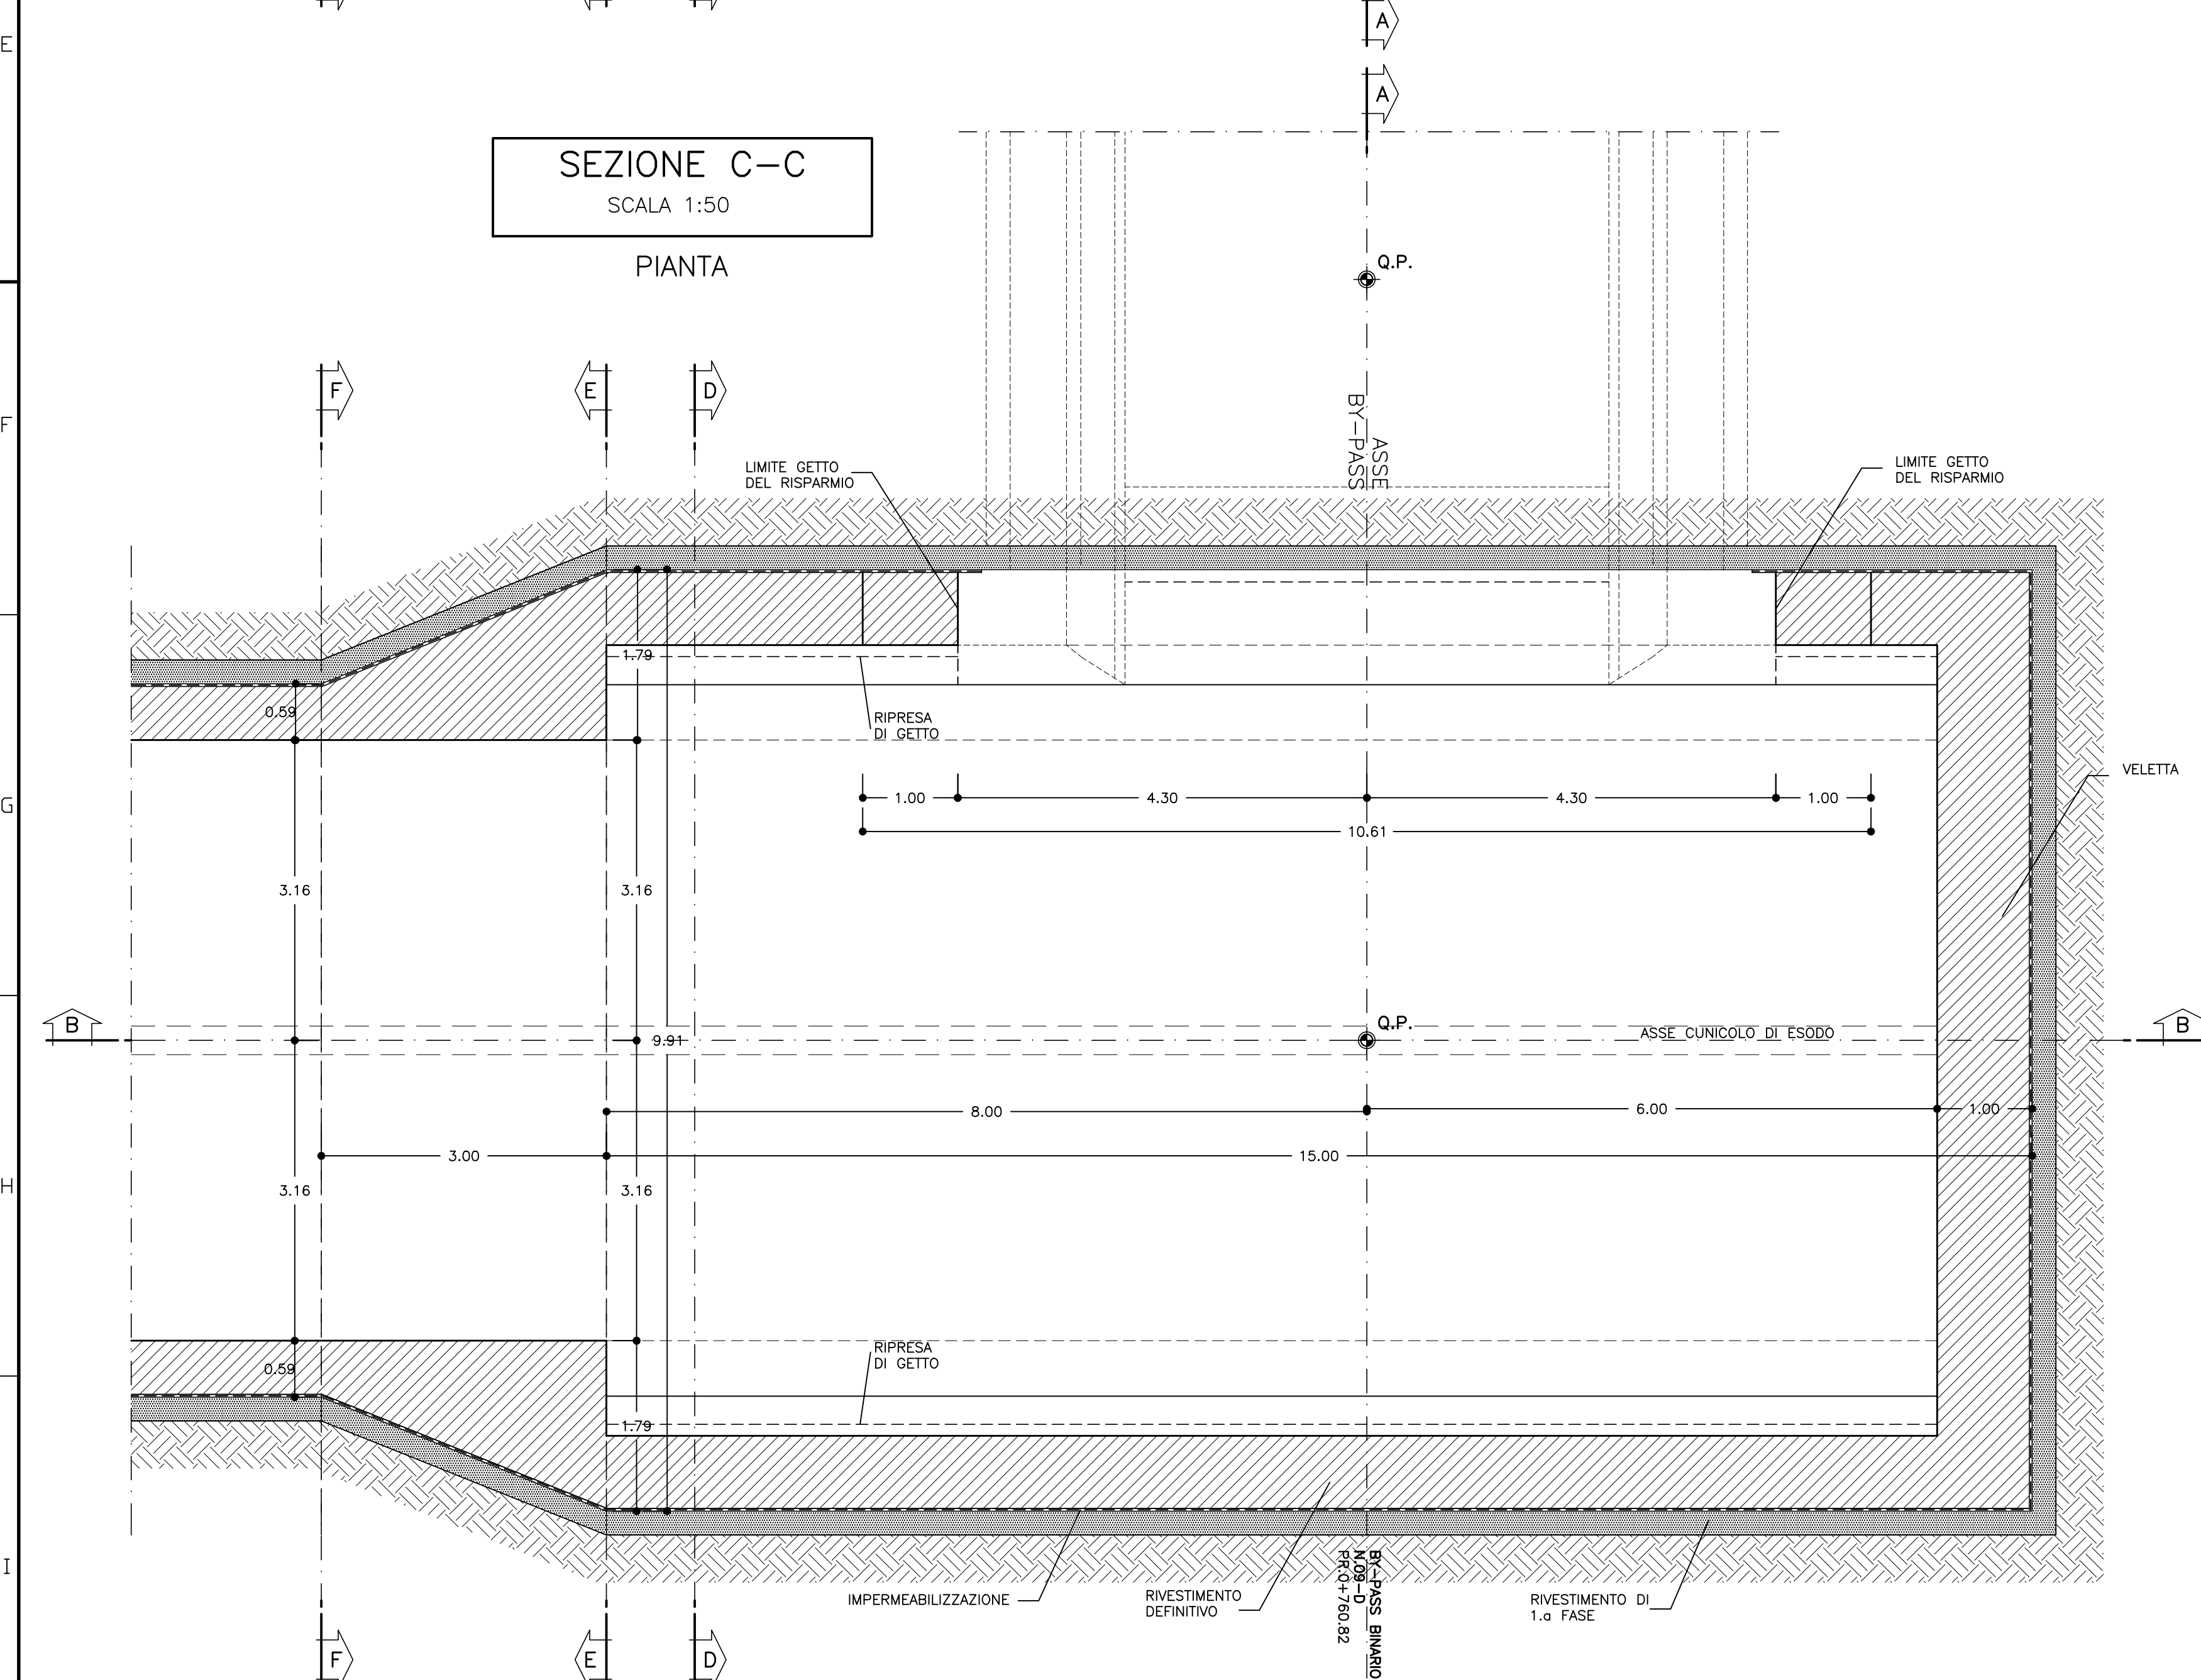 E
A
A
SEZIONE C–C
SCALA 1:50
PIANTA
Q.P.
F
E
D
F
ASSE
BY–PASS
LIMITE GETTO
DEL RISPARMIO
LIMITE GETTO
DEL RISPARMIO
1.79
0.59
RIPRESA
DI GETTO
VELETTA
G
1.00
4.30
4.30
1.00
10.61
3.16
3.16
B
Q.P.
ASSE CUNICOLO DI ESODO
B
9.91
8.00
6.00
1.00
3.00
15.00
H
3.16
3.16
RIPRESA
DI GETTO
0.59
1.79
I
BY–PASS BINARIO
N.09–D
PR.0+760.82
IMPERMEABILIZZAZIONE
RIVESTIMENTO
DEFINITIVO
RIVESTIMENTO DI
1.a FASE
F
E
D